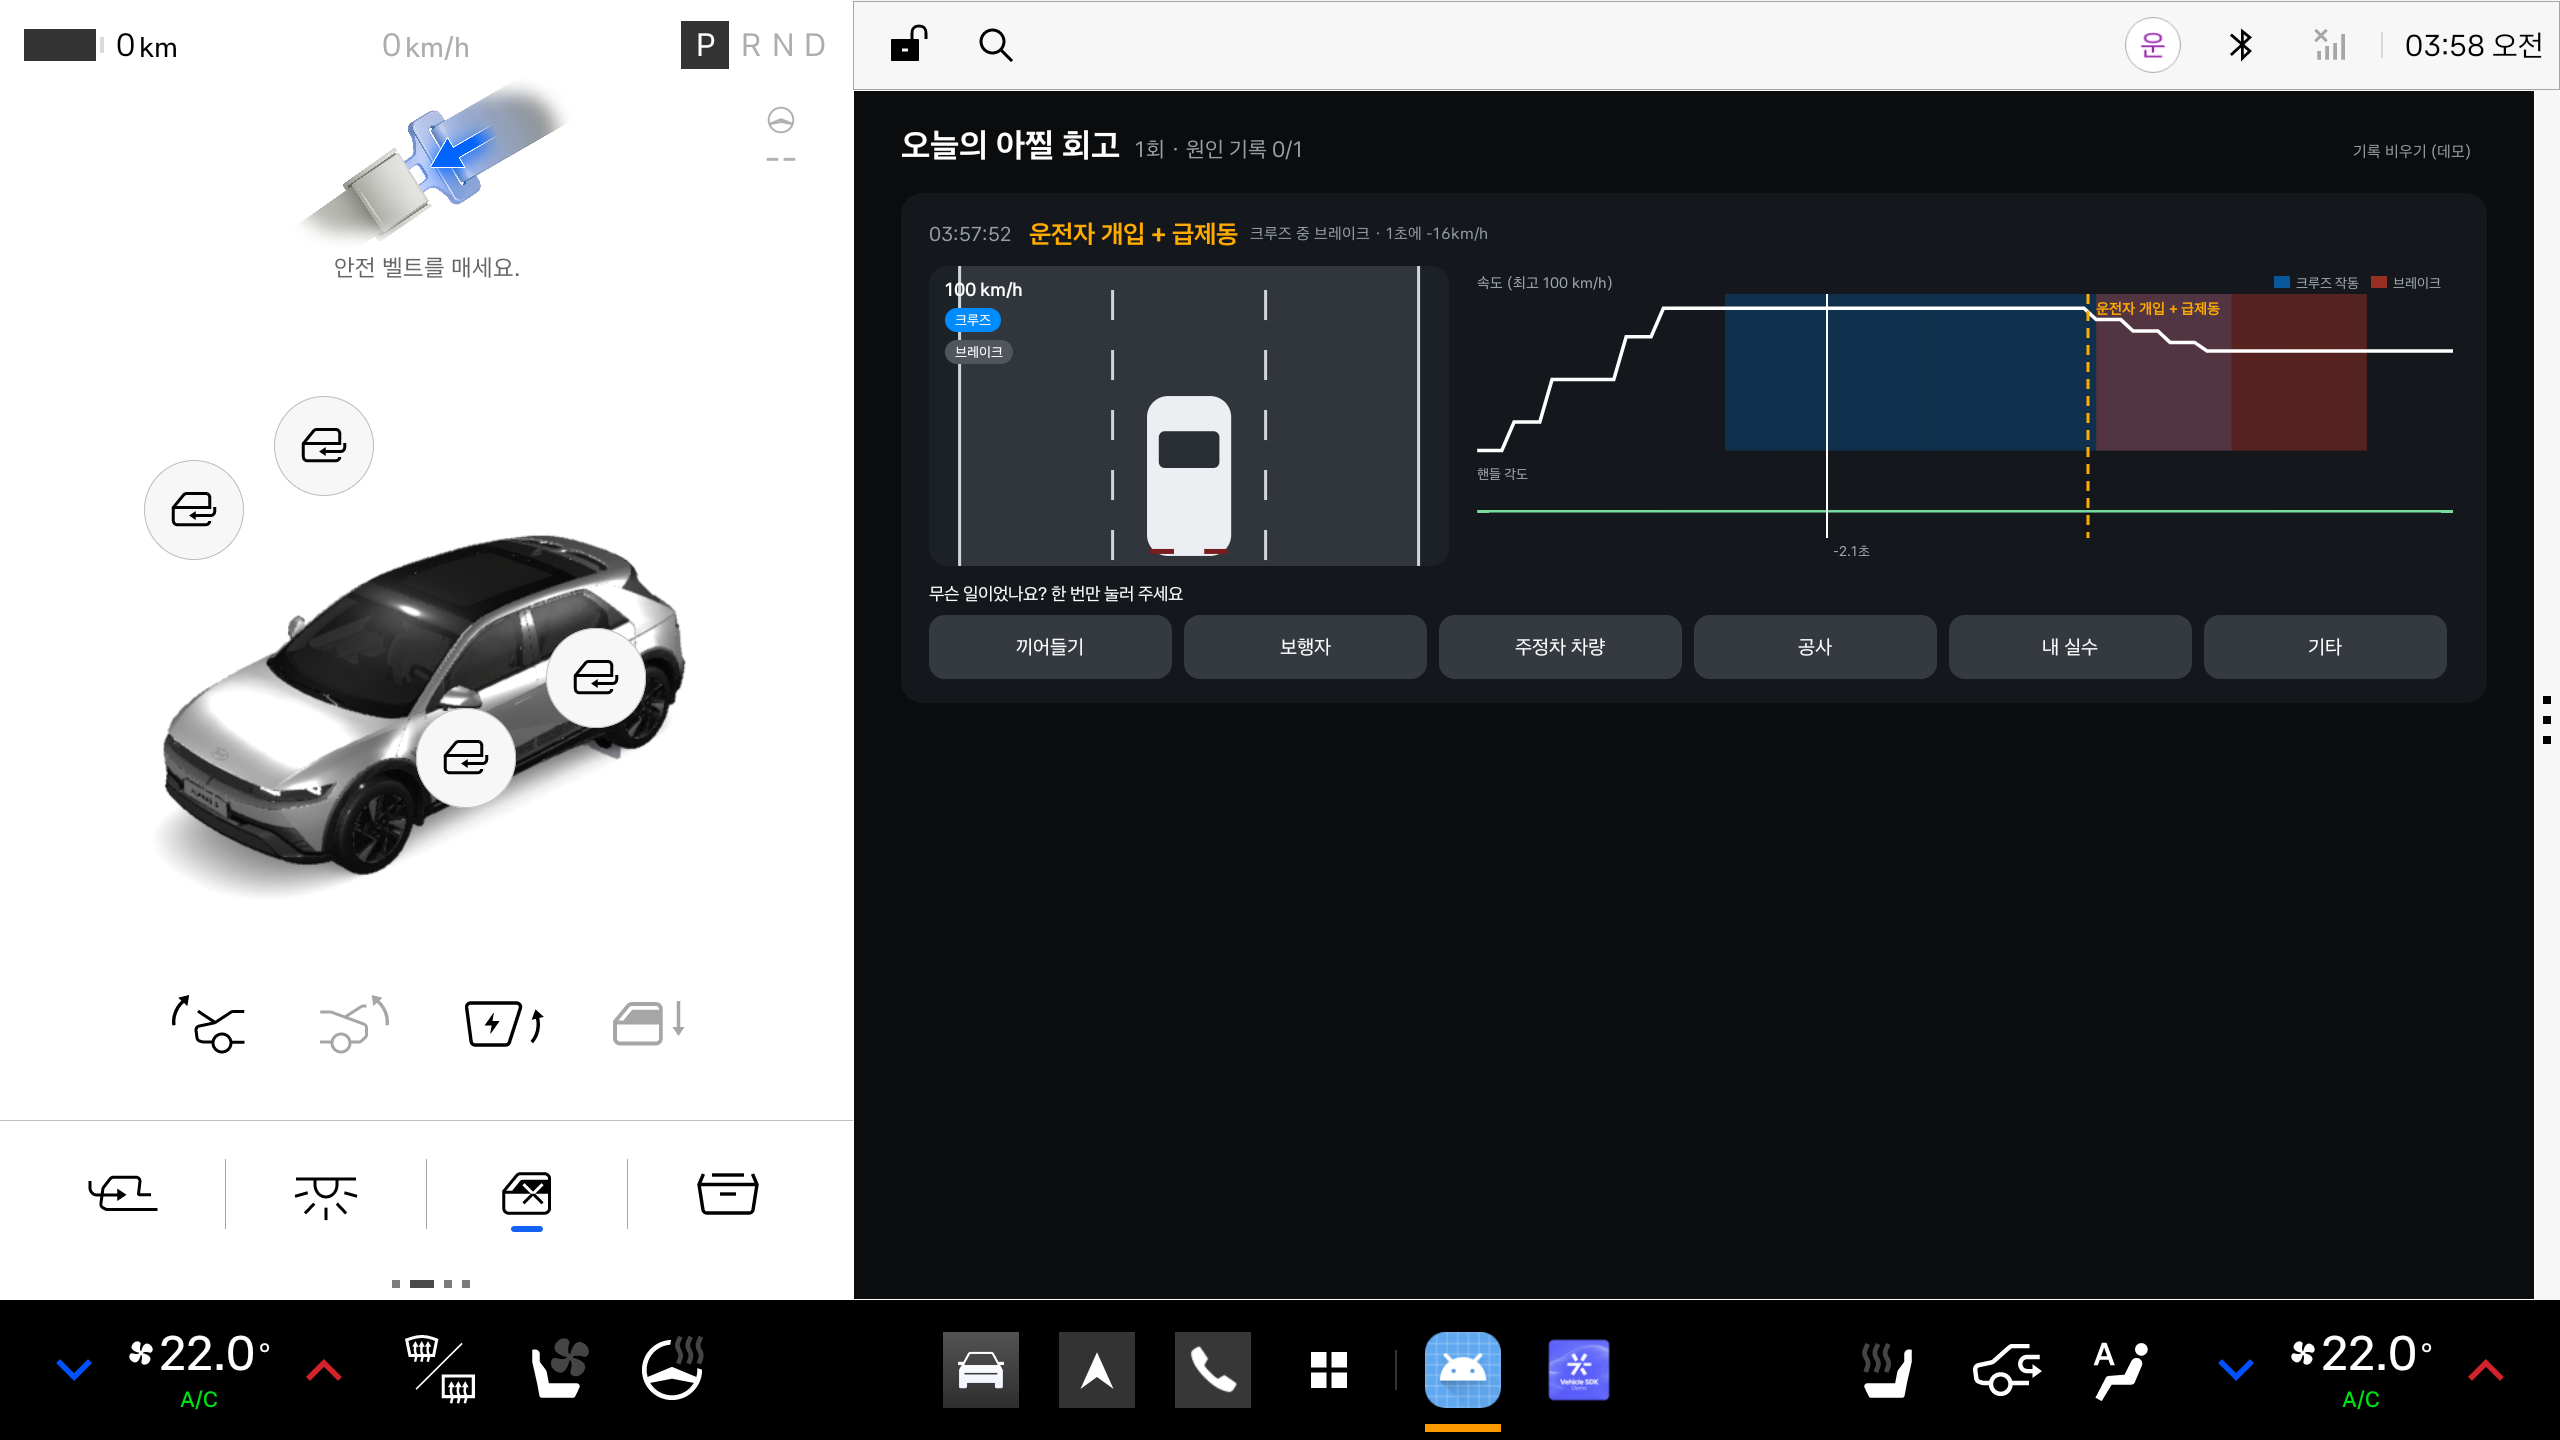 0 km
0 km/h
P R N D
안전 벨트를 매세요.
운
03:58 오전
오늘의 아찔 회고 1회 · 원인 기록 0/1
기록 비우기 (데모)
03:57:52 운전자 개입 + 급제동 크루즈 중 브레이크 · 1초에 -16km/h
100 km/h
크루즈
브레이크
속도 (최고 100 km/h)
크루즈 작동 브레이크
운전자 개입 + 급제동
핸들 각도
-2.1초
무슨 일이었나요? 한 번만 눌러 주세요
끼어들기 보행자 주정차 차량 공사 내 실수 기타
22.0°
A/C
Vehicle SDK
Demo
A
22.0°
A/C